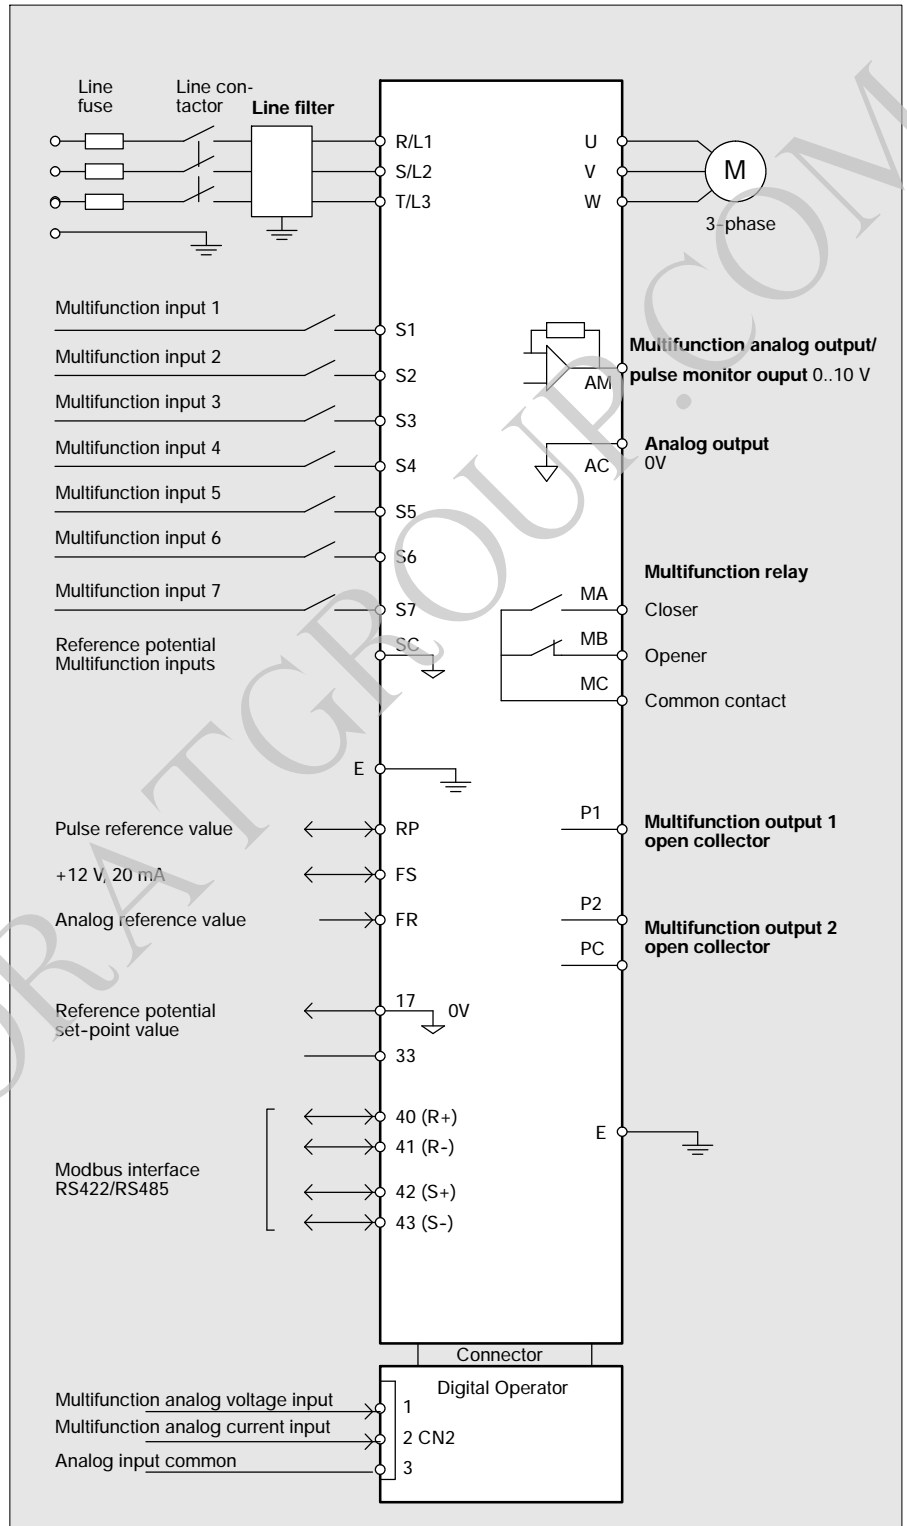 Line
fuse
Line con-
tactor
Line filter
R/L1
S/L2
T/L3
U
V
W
M
3-phase
Multifunction input 1
S1
Multifunction input 2
S2
Multifunction input 3
S3
Multifunction input 4
S4
Multifunction input 5
S5
Multifunction input 6
S6
Multifunction input 7
S7
Reference potential
Multifunction inputs
SC
AM
Multifunction analog output/
pulse monitor ouput 0..10 V
AC
Analog output
0V
Multifunction relay
MA
Closer
MB
Opener
MC
Common contact
E
Pulse reference value
RP
+12 V, 20 mA
FS
Analog reference value
FR
P1
Multifunction output 1
open collector
P2
PC
Multifunction output 2
open collector
Reference potential
set-point value
17
0V
33
Modbus interface
RS422/RS485
40 (R+)
41 (R-)
42 (S+)
43 (S-)
E
Connector
Digital Operator
Multifunction analog voltage input
1
Multifunction analog current input
2 CN2
Analog input common
3
ORATGROUP.COM